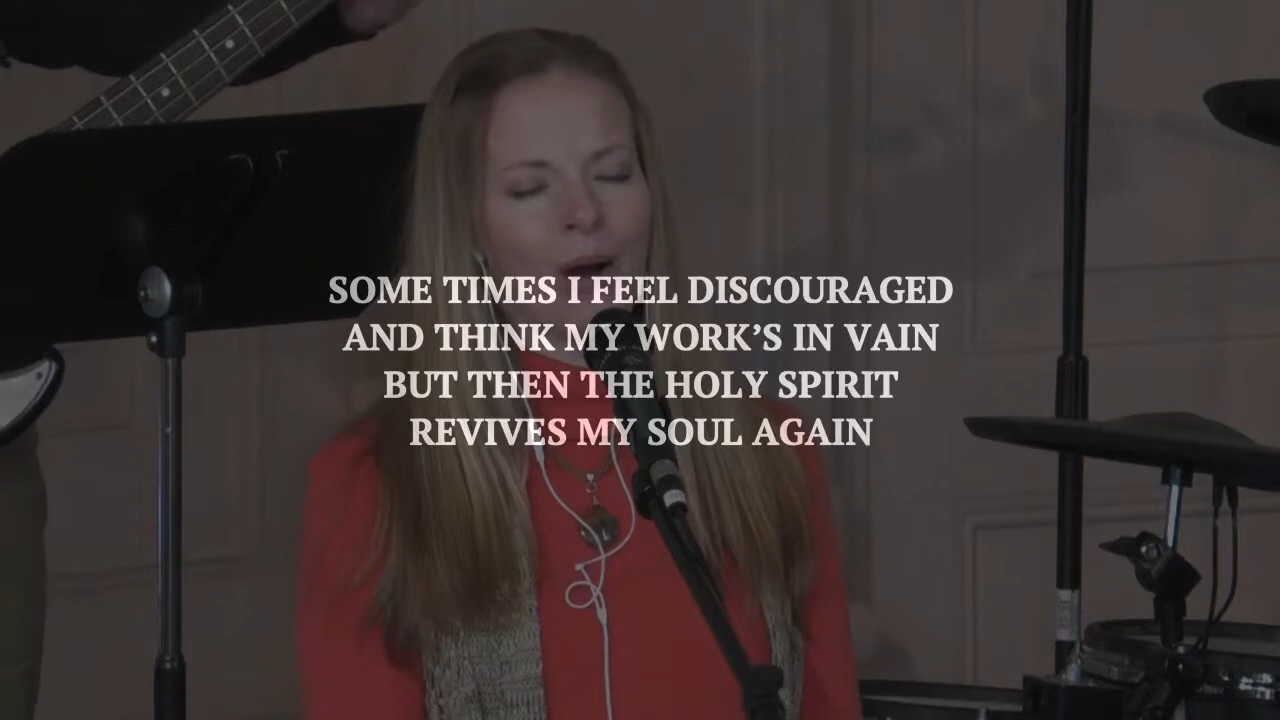 SOME TIMES I FEEL DISCOURAGED
AND THINK MY WORK’S IN VAIN
BUT THEN THE HOLY SPIRIT
REVIVES MY SOUL AGAIN